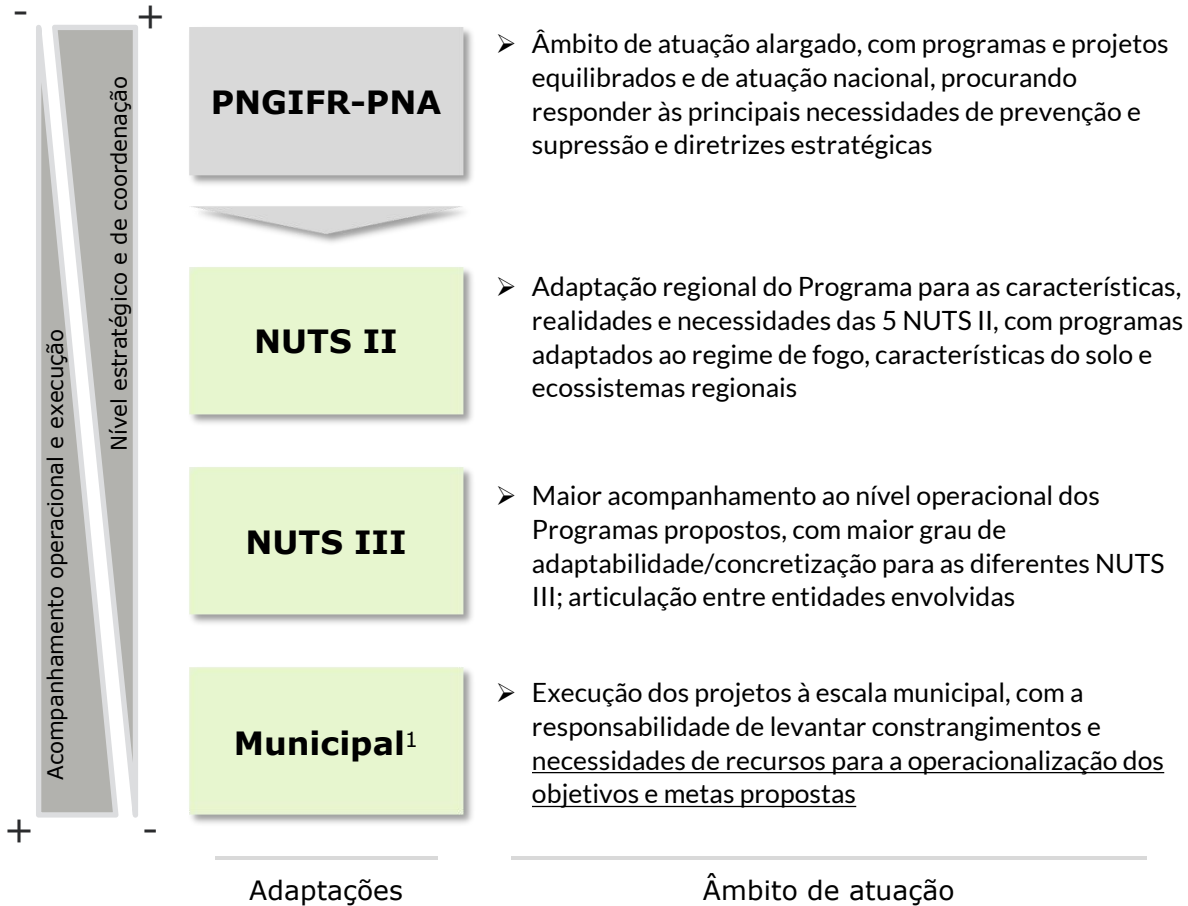 -
+
Nível estratégico e de coordenação
Acompanhamento operacional e execução
+
-
PNGIFR-PNA
➢ Âmbito de atuação alargado, com programas e projetos
equilibrados e de atuação nacional, procurando
responder às principais necessidades de prevenção e
supressão e diretrizes estratégicas
NUTS II
➢ Adaptação regional do Programa para as características,
realidades e necessidades das 5 NUTS II, com programas
adaptados ao regime de fogo, características do solo e
ecossistemas regionais
NUTS III
➢ Maior acompanhamento ao nível operacional dos
Programas propostos, com maior grau de
adaptabilidade/concretização para as diferentes NUTS
III; articulação entre entidades envolvidas
Municipal¹
➢ Execução dos projetos à escala municipal, com a
responsabilidade de levantar constrangimentos e
necessidades de recursos para a operacionalização dos
objetivos e metas propostas
Adaptações
Âmbito de atuação